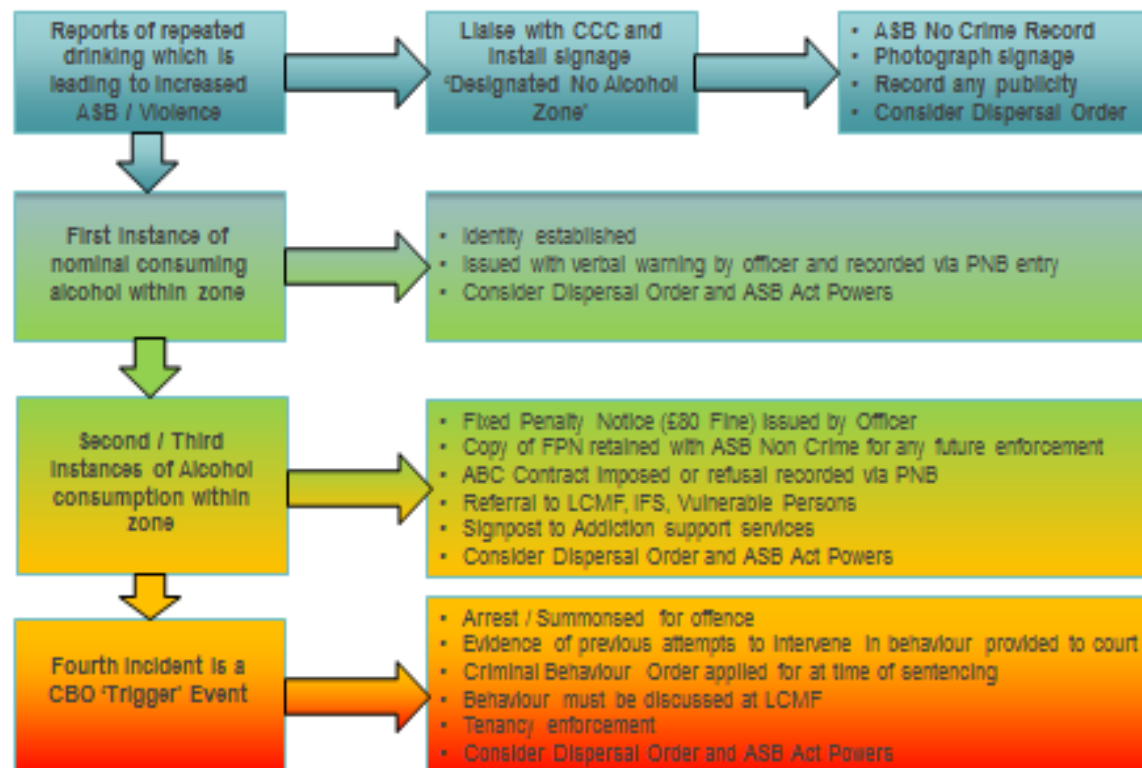 Reports of repeated
drinking which is
leading to increased
ASB / Violence
Liaise with CCC and
install signage
‘Designated No Alcohol
Zone’
• ASB No Crime Record
• Photograph signage
• Record any publicity
• Consider Dispersal Order
First instance of
nominal consuming
alcohol within zone
• Identity established
• Issued with verbal warning by officer and recorded via PNB entry
• Consider Dispersal Order and ASB Act Powers
Second / Third
instances of Alcohol
consumption within
zone
• Fixed Penalty Notice (£80 Fine) Issued by Officer
• Copy of FPN retained with ASB Non Crime for any future enforcement
• ABC Contract Imposed or refusal recorded via PNB
• Referral to LCMF, IFS, Vulnerable Persons
• Signpost to Addiction support services
• Consider Dispersal Order and ASB Act Powers
Fourth Incident is a
CBO ‘Trigger’ Event
• Arrest / Summonsed for offence
• Evidence of previous attempts to intervene in behaviour provided to court
• Criminal Behaviour Order applied for at time of sentencing
• Behaviour must be discussed at LCMF
• Tenancy enforcement
• Consider Dispersal Order and ASB Act Powers